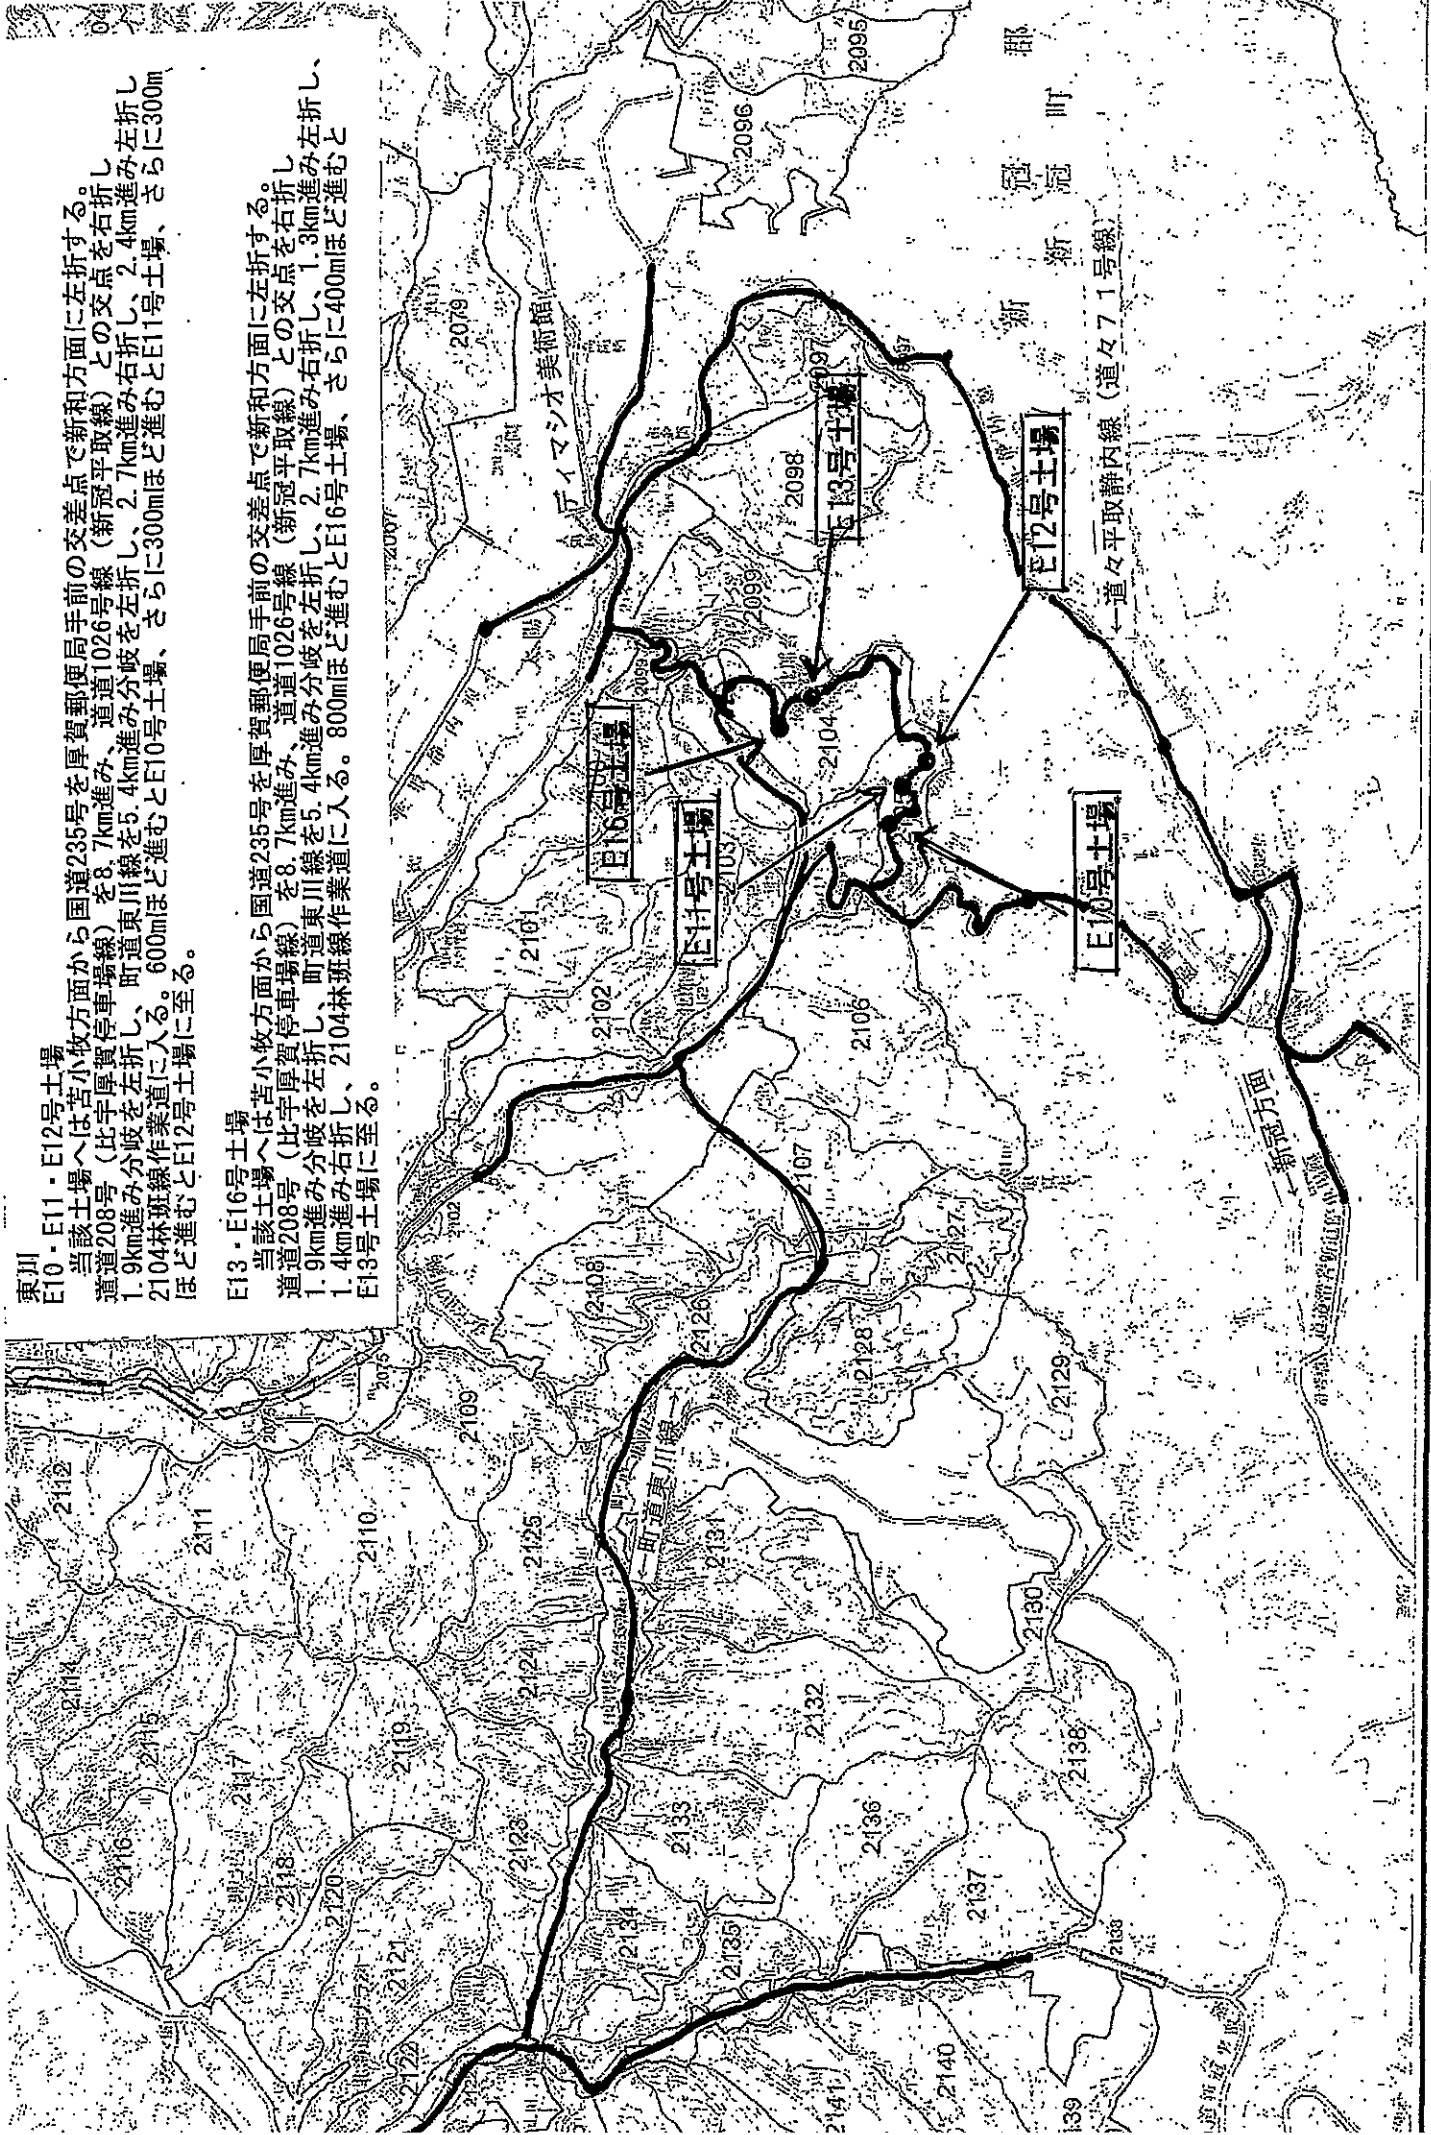 東川
E10・E11・E12号土場
当該土場へは苫小牧方面から国道235号を厚賀郵便局手前の交差点で新和方面に左折する。
道道208号（比宇厚賀停車場線）を8.7km進み、道道1026号線（新冠平取線）との交点を右折し
1.9km進み分岐を左折し、町道東川線を5.4km進み分岐を左折し、2.7km進み右折し、2.4km進み左折し
2104林班線作業道に入る。600mほど進むとE10号土場、さらに300mほど進むとE11号土場、さらに300m
ほど進むとE12号土場に至る。
E13・E16号土場
当該土場へは苫小牧方面から国道235号を厚賀郵便局手前の交差点で新和方面に左折する。
道道208号（比宇厚賀停車場線）を8.7km進み、道道1026号線（新冠平取線）との交点を右折し
1.9km進み分岐を左折し、町道東川線を5.4km進み分岐を左折し、2.7km進み右折し、1.3km進み左折し、
1.4km進み右折し、2104林班線作業道に入る。800mほど進むとE16号土場、さらに400mほど進むと
E13号土場に至る。
2112
2111
2110
2109
2075
2114
2115
2116
2117
2118
2119
2120
2121
2122
2123
2124
2125
2126
2108
2102
2101
2102
2079
2067
ディマシオ美術館
2095
2096
2097
2097
2098
2099
2099
E16号土場
E11号土場
E13号土場
E12号土場
E10号土場
2104
2106
2107
2127
2128
2129
2130
2131
←町道東川線→
2132
2133
2134
2135
2136
2137
2138
2138
2140
2141
139
←新冠方面
←道々平取静内線（道々71号線）
新冠郡
新冠町